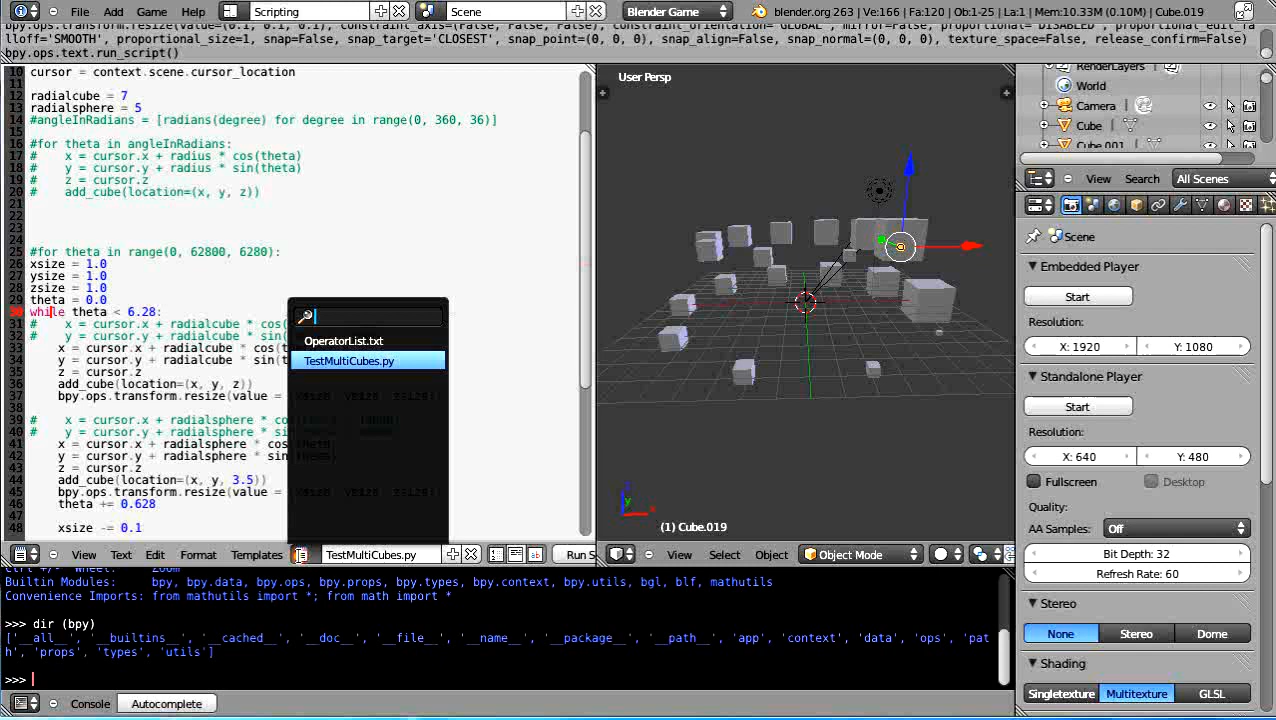 File Add Game Render Help Scripting Scene Blender Game blender.org 263 | Ve:166 | Fa:120 | Ob:1-25 | La:1 | Mem:10.33M (0.10M) | Cube.019
lloff='SMOOTH', proportional_size=1, snap=False, snap_target='CLOSEST', snap_point=(0, 0, 0), snap_align=False, snap_normal=(0, 0, 0), texture_space=False, release_confirm=False)
bpy.ops.text.run_script()
10 cursor = context.scene.cursor_location
11
12 radialcube = 7
13 radialsphere = 5
14 #angleInRadians = [radians(degree) for degree in range(0, 360, 36)]
15
16 #for theta in angleInRadians:
17 #    x = cursor.x + radius * cos(theta)
18 #    y = cursor.y + radius * sin(theta)
19 #    z = cursor.z
20 #    add_cube(location=(x, y, z))
21
22
23
24
25 #for theta in range(0, 62800, 6280):
26 xsize = 1.0
27 ysize = 1.0
28 zsize = 1.0
29 theta = 0.0
30 while theta < 6.28:
31 #    x = cursor.x + radialcube * cos(
32 #    y = cursor.y + radialcube * sin(
33     x = cursor.x + radialcube * cos(
34     y = cursor.y + radialcube * sin(
35     z = cursor.z
36     add_cube(location=(x, y, z))
37     bpy.ops.transform.resize(value =
38
39 #    x = cursor.x + radialsphere * cos
40 #    y = cursor.y + radialsphere * sin
41     x = cursor.x + radialsphere * cos
42     y = cursor.y + radialsphere * sin
43     z = cursor.z
44     add_cube(location=(x, y, 3.5))
45     bpy.ops.transform.resize(value =
46     theta += 0.628
47
48     xsize -= 0.1
OperatorList.txt
TestMultiCubes.py
View Text Edit Format Templates TestMultiCubes.py Run S
User Persp
(1) Cube.019
View Select Object Object Mode
Builtin Modules: bpy, bpy.data, bpy.ops, bpy.props, bpy.types, bpy.context, bpy.utils, bgl, blf, mathutils
Convenience Imports: from mathutils import *; from math import *
>>> dir (bpy)
['__all__', '__builtins__', '__cached__', '__doc__', '__file__', '__name__', '__package__', '__path__', 'app', 'context', 'data', 'ops', 'pat
h', 'props', 'types', 'utils']
>>>
Console Autocomplete
RenderLayers
World
Camera
Cube
Cube.001
View Search All Scenes
Scene
Embedded Player
Start
Resolution:
X: 1920 Y: 1080
Standalone Player
Start
Resolution:
X: 640 Y: 480
Fullscreen Desktop
Quality:
AA Samples: Off
Bit Depth: 32
Refresh Rate: 60
Stereo
None Stereo Dome
Shading
Singletexture Multitexture GLSL